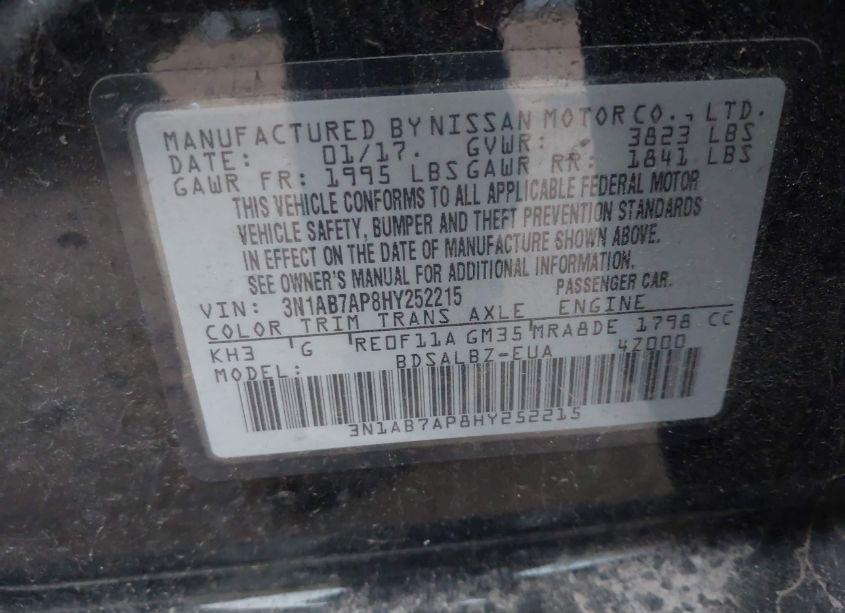 MANUFACTURED BY NISSAN MOTOR CO., LTD.
DATE: 01/17. GVWR: 3823 LBS
GAWR FR: 1995 LBS GAWR RR: 1841 LBS
THIS VEHICLE CONFORMS TO ALL APPLICABLE FEDERAL MOTOR
VEHICLE SAFETY, BUMPER AND THEFT PREVENTION STANDARDS
IN EFFECT ON THE DATE OF MANUFACTURE SHOWN ABOVE.
SEE OWNER'S MANUAL FOR ADDITIONAL INFORMATION.
VIN: 3N1AB7AP8HY252215 PASSENGER CAR.
COLOR TRIM TRANS AXLE ENGINE
KH3 G RE0F11A GM35 MRA8DE 1798 CC
MODEL: BDSALBZ-EUA 4Z000
3N1AB7AP8HY252215